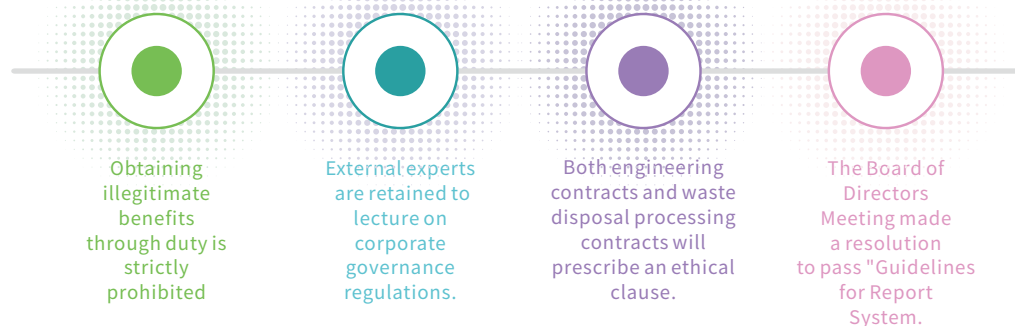 Obtaining
illegitimate
benefits
through duty is
strictly
prohibited
External experts
are retained to
lecture on
corporate
governance
regulations.
Both engineering
contracts and waste
disposal processing
contracts will
prescribe an ethical
clause.
The Board of
Directors
Meeting made
a resolution
to pass "Guidelines
for Report
System.